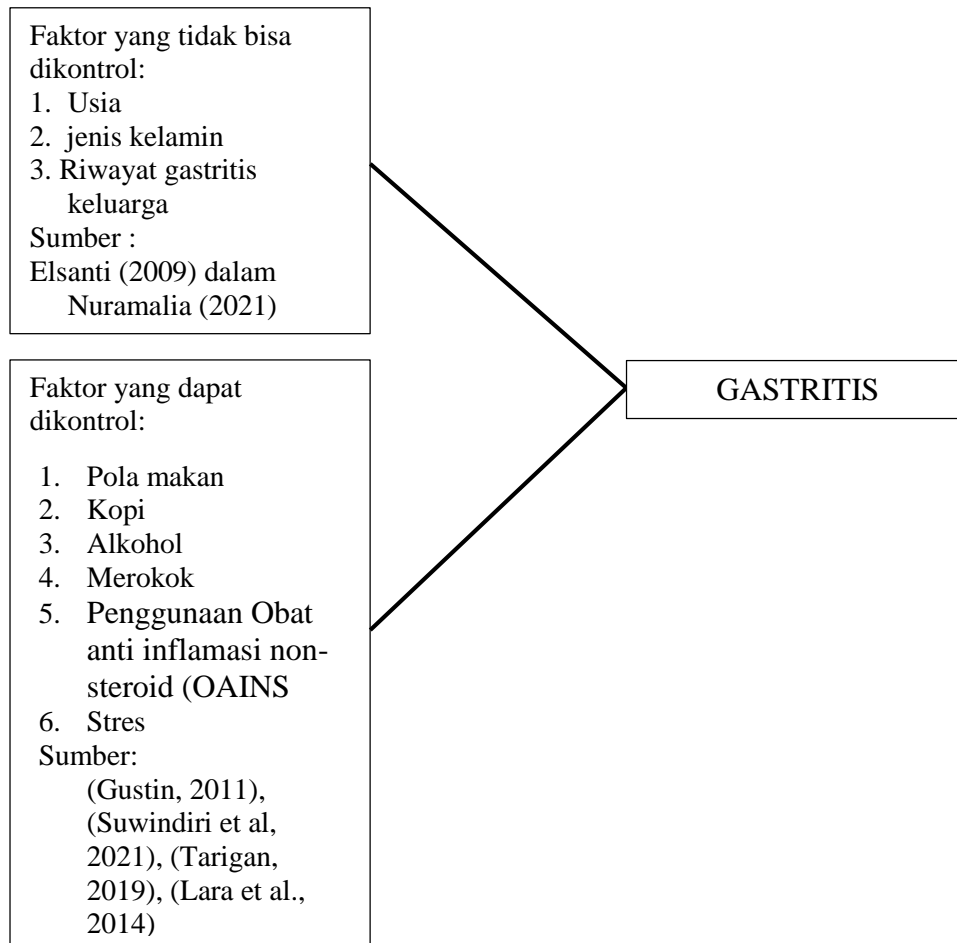 Faktor yang tidak bisa
dikontrol:
1. Usia
2. jenis kelamin
3. Riwayat gastritis
keluarga
Sumber :
Elsanti (2009) dalam
Nuramalia (2021)
Faktor yang dapat
dikontrol:
1. Pola makan
2. Kopi
3. Alkohol
4. Merokok
5. Penggunaan Obat
anti inflamasi non-
steroid (OAINS
6. Stres
Sumber:
(Gustin, 2011),
(Suwindiri et al,
2021), (Tarigan,
2019), (Lara et al.,
2014)
GASTRITIS